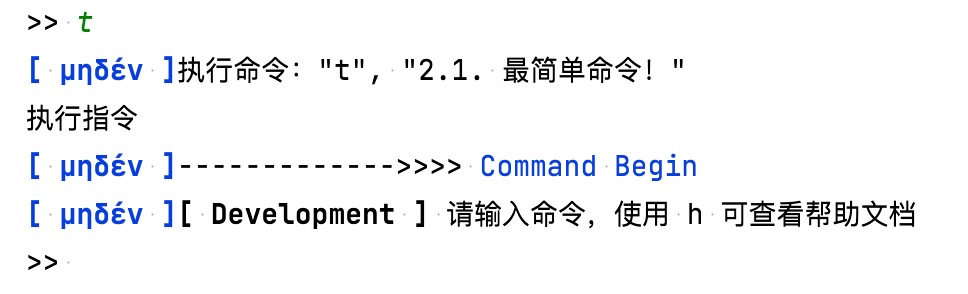 >> t
[ μηδέν ]执行命令: "t", "2.1. 最简单命令! "
执行指令
[ μηδέν ]------------->>>> Command Begin
[ μηδέν ][ Development ] 请输入命令, 使用 h 可查看帮助文档
>>